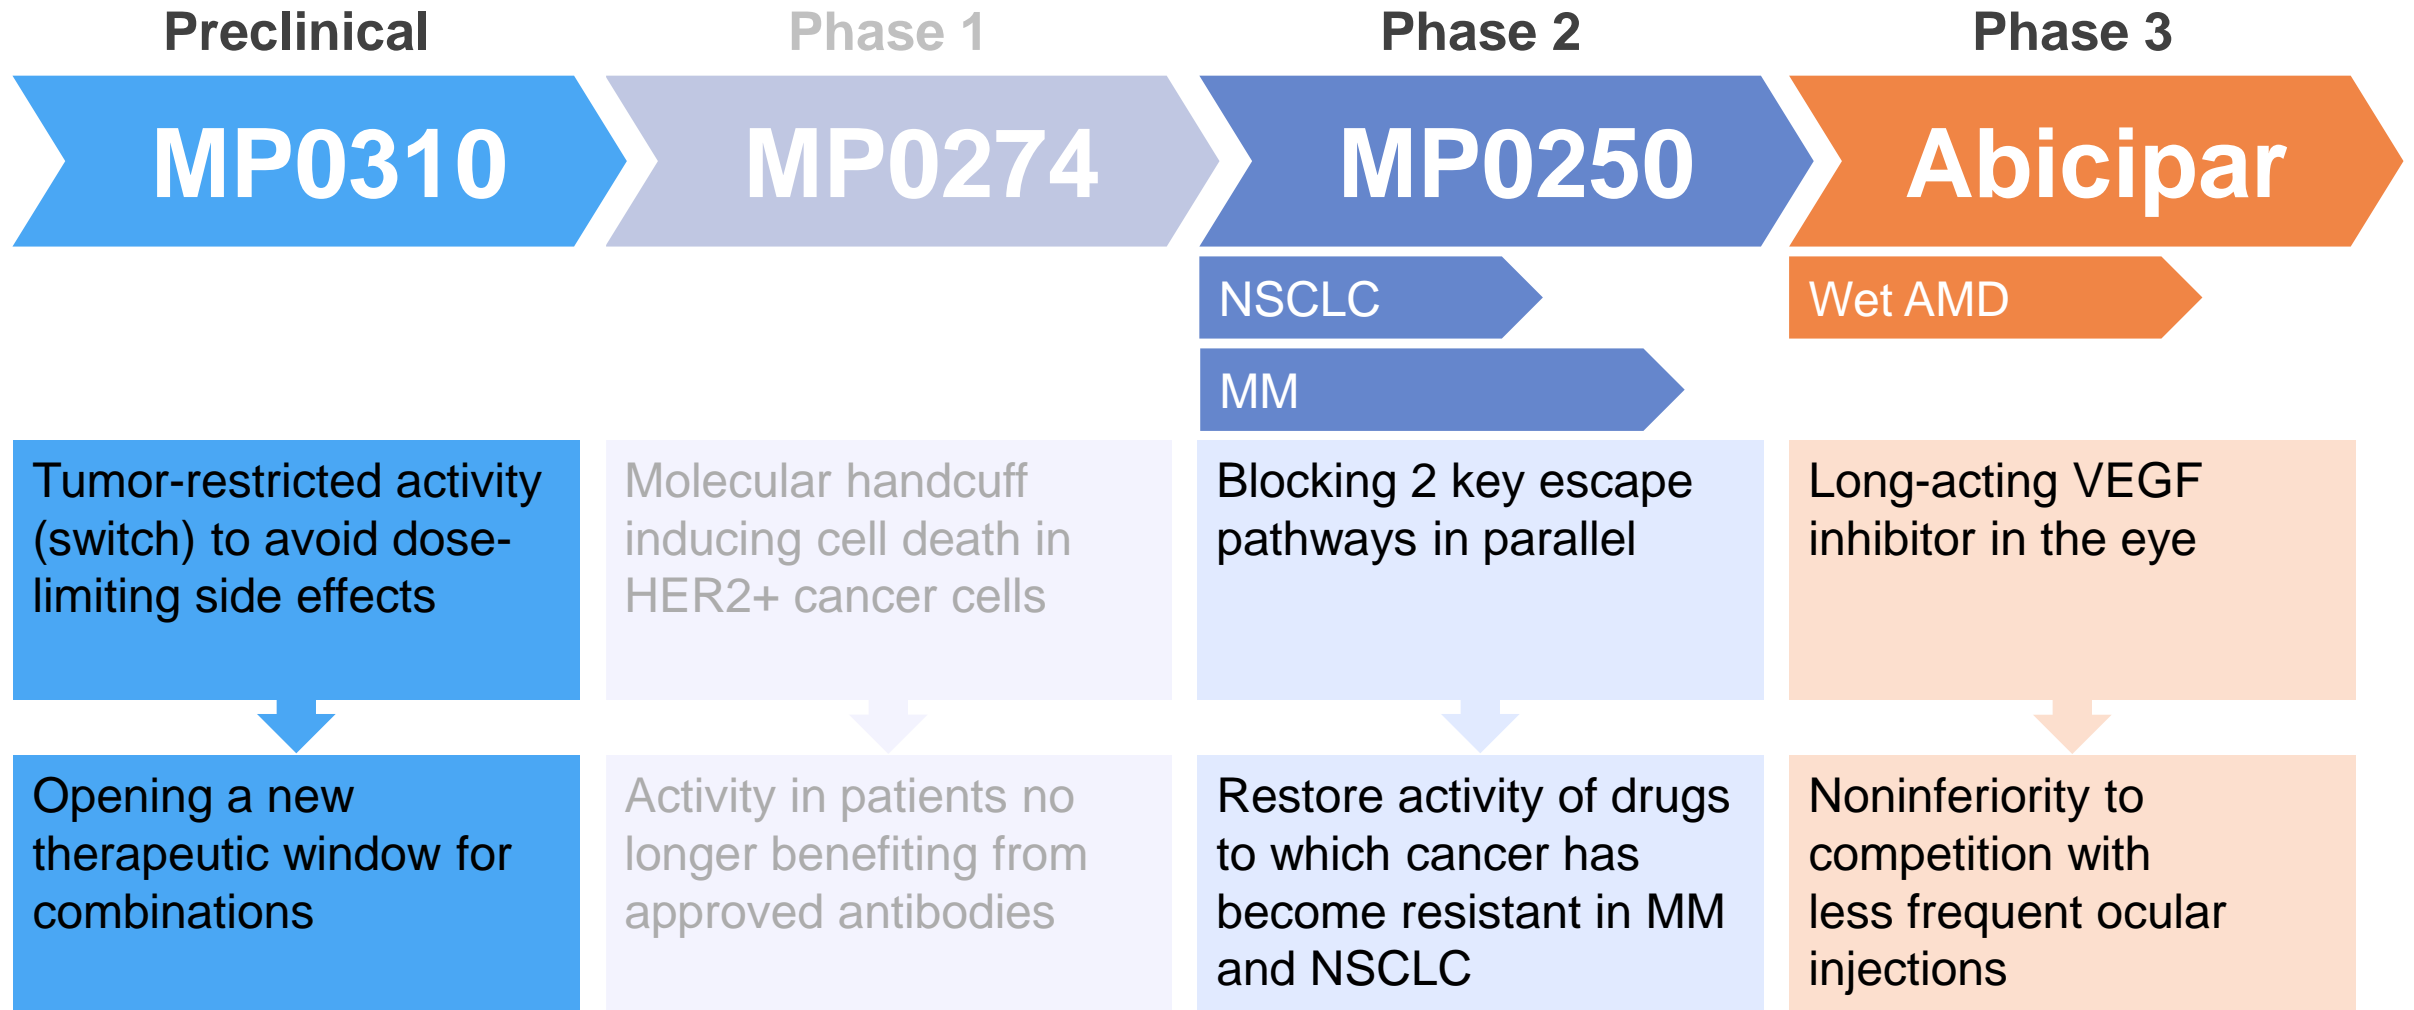 Preclinical
Phase 1
Phase 2
Phase 3
MP0310
MP0274
MP0250
Abicipar
NSCLC
Wet AMD
MM
Tumor-restricted activity
(switch) to avoid dose-
limiting side effects
Molecular handcuff
inducing cell death in
HER2+ cancer cells
Blocking 2 key escape
pathways in parallel
Long-acting VEGF
inhibitor in the eye
Opening a new
therapeutic window for
combinations
Activity in patients no
longer benefiting from
approved antibodies
Restore activity of drugs
to which cancer has
become resistant in MM
and NSCLC
Noninferiority to
competition with
less frequent ocular
injections